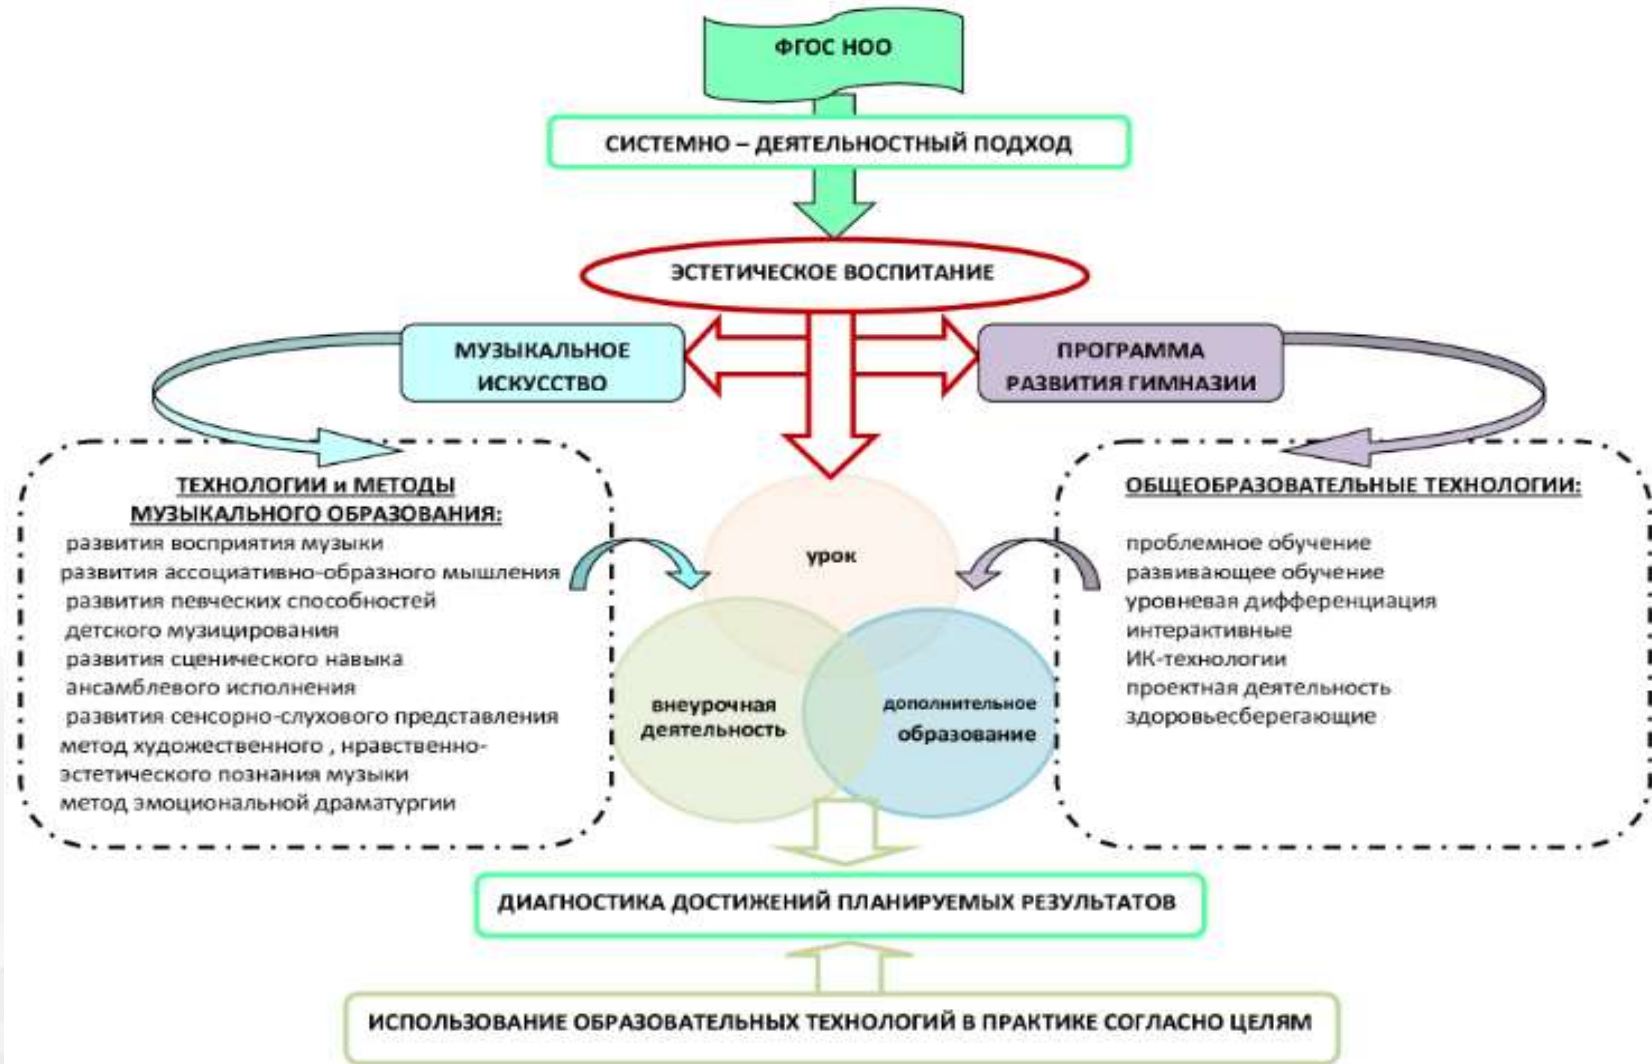 ФГОС НОО
СИСТЕМНО – ДЕЯТЕЛЬНОСТНЫЙ ПОДХОД
ЭСТЕТИЧЕСКОЕ ВОСПИТАНИЕ
МУЗЫКАЛЬНОЕ
ИСКУССТВО
ПРОГРАММА
РАЗВИТИЯ ГИМНАЗИИ
ТЕХНОЛОГИИ и МЕТОДЫ
МУЗЫКАЛЬНОГО ОБРАЗОВАНИЯ:
развития восприятия музыки
развития ассоциативно-образного мышления
развития певческих способностей
детского музицирования
развития сценического навыка
ансамблевого исполнения
развития сенсорно-слухового представления
метод художественного , нравственно-
эстетического познания музыки
метод эмоциональной драматургии
урок
внеурочная
деятельность
дополнительное
образование
ОБЩЕОБРАЗОВАТЕЛЬНЫЕ ТЕХНОЛОГИИ:
проблемное обучение
развивающее обучение
уровневая дифференциация
интерактивные
ИК-технологии
проектная деятельность
здоровьесберегающие
ДИАГНОСТИКА ДОСТИЖЕНИЙ ПЛАНИРУЕМЫХ РЕЗУЛЬТАТОВ
ИСПОЛЬЗОВАНИЕ ОБРАЗОВАТЕЛЬНЫХ ТЕХНОЛОГИЙ В ПРАКТИКЕ СОГЛАСНО ЦЕЛЯМ